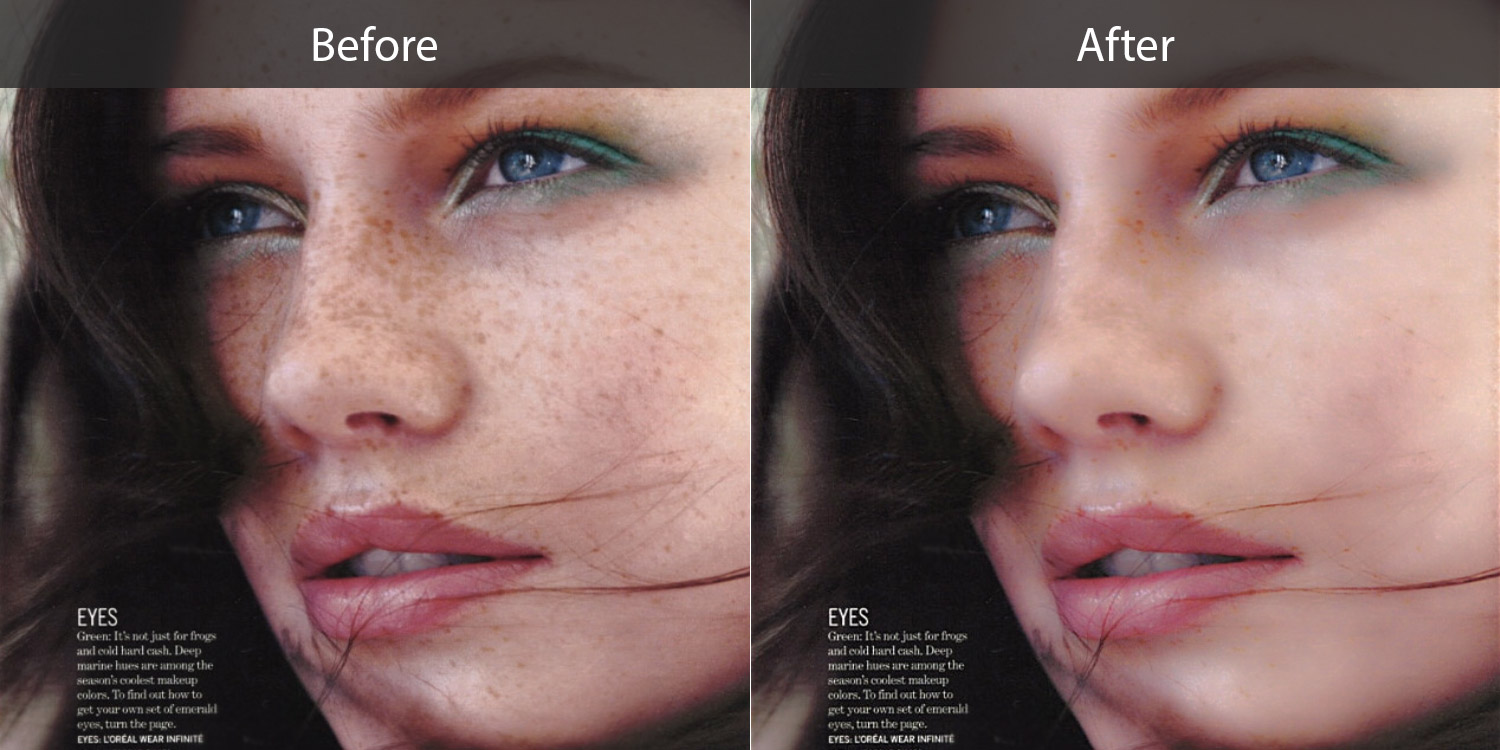 Before
After
EYES
Green: It's not just for frogs
and cold hard cash. Deep
marine hues are among the
season's coolest makeup
colors. To find out how to
get your own set of emerald
eyes, turn the page.
EYES: L'ORÉAL WEAR INFINITÉ
EYES
Green: It's not just for frogs
and cold hard cash. Deep
marine hues are among the
season's coolest makeup
colors. To find out how to
get your own set of emerald
eyes, turn the page.
EYES: L'ORÉAL WEAR INFINITÉ